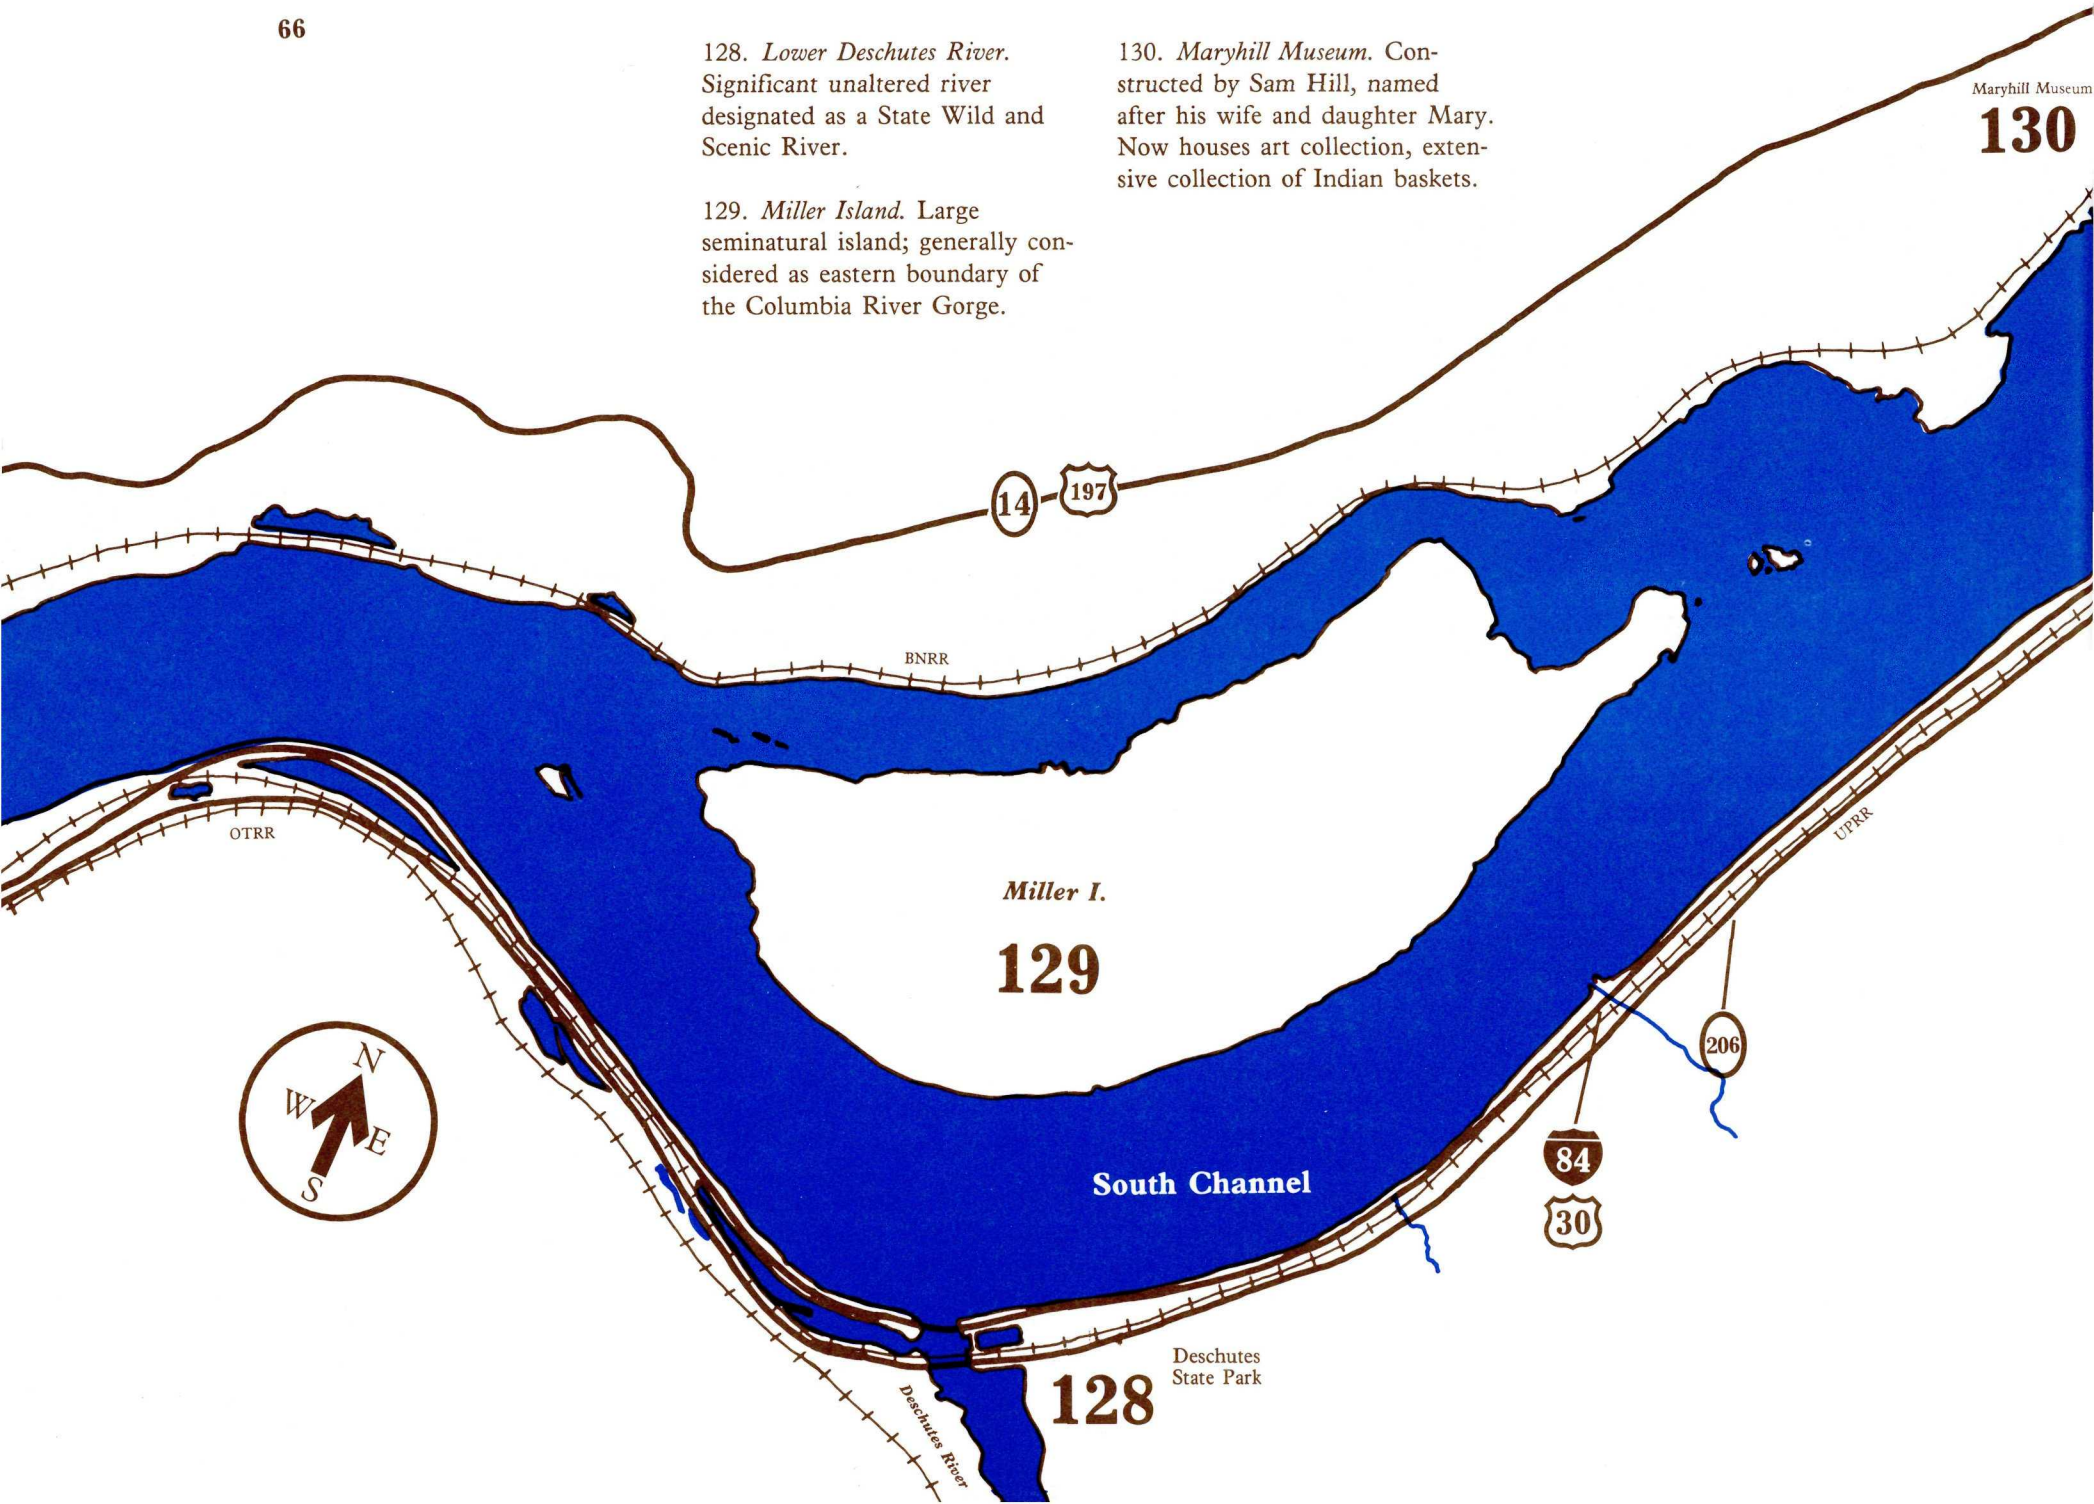 66
128. Lower Deschutes River.
Significant unaltered river
designated as a State Wild and
Scenic River.
129. Miller Island. Large
seminatural island; generally con-
sidered as eastern boundary of
the Columbia River Gorge.
130. Maryhill Museum. Con-
structed by Sam Hill, named
after his wife and daughter Mary.
Now houses art collection, exten-
sive collection of Indian baskets.
Maryhill Museum
130
14
197
BNRR
OTRR
UPRR
Miller I.
129
N
W
E
S
206
84
30
South Channel
Deschutes
State Park
128
Deschutes River